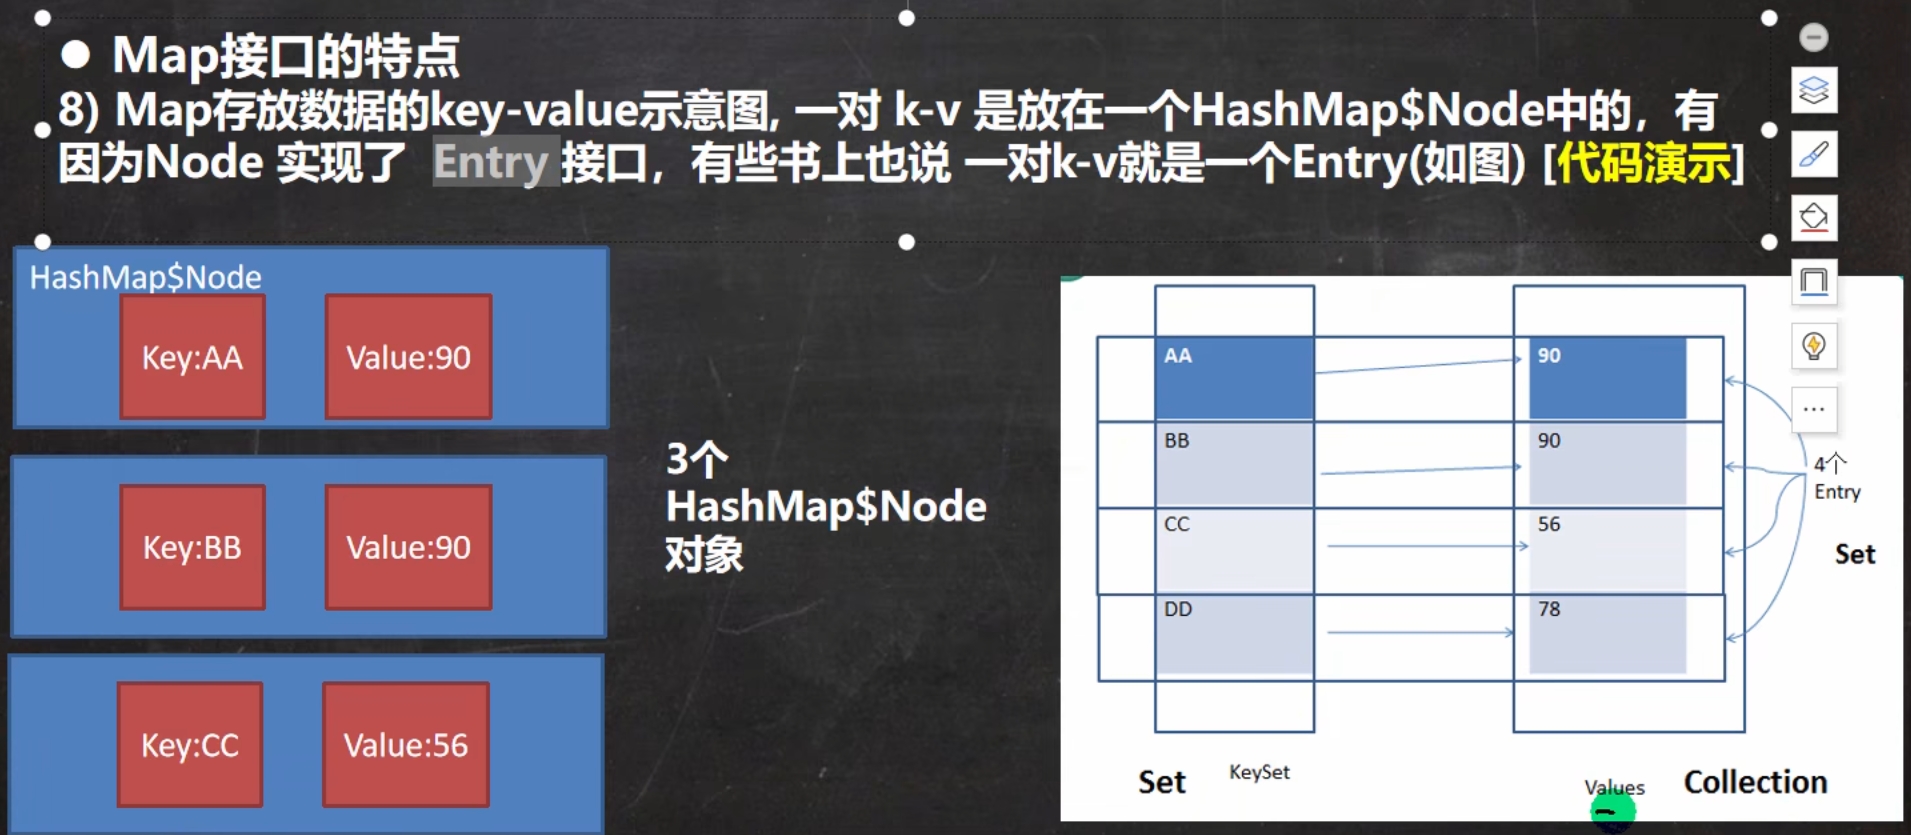 ● Map接口的特点
8) Map存放数据的key-value示意图, 一对 k-v 是放在一个HashMap$Node中的，有
因为Node 实现了 Entry 接口，有些书上也说 一对k-v就是一个Entry(如图) [代码演示]
HashMap$Node
Key:AA Value:90
Key:BB Value:90
Key:CC Value:56
3个
HashMap$Node
对象
AA 90
BB 90
CC 56
DD 78
4个
Entry
Set
Set KeySet
Values Collection